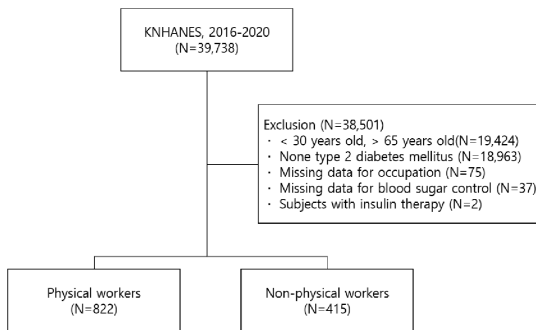 KNHANES, 2016-2020
(N=39,738)
Exclusion (N=38,501)
· < 30 years old, > 65 years old(N=19,424)
· None type 2 diabetes mellitus (N=18,963)
· Missing data for occupation (N=75)
· Missing data for blood sugar control (N=37)
· Subjects with insulin therapy (N=2)
Physical workers
(N=822)
Non-physical workers
(N=415)